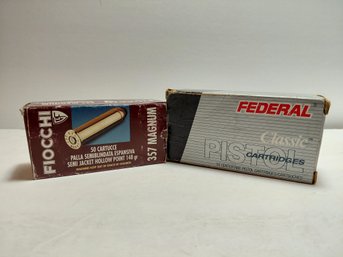 FIOCCHI
50 CARTUCCE
PALLA SEMIBLINDATA ESPANSIVA
SEMI JACKET HOLLOW POINT 148 gr
357 MAGNUM
FEDERAL
Classic
PISTOL
CARTRIDGES